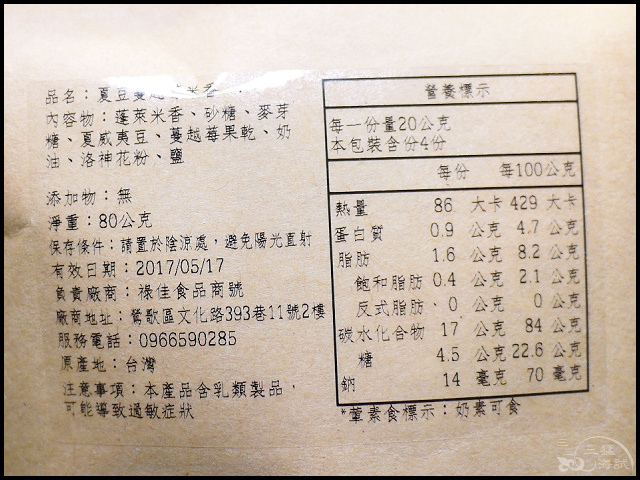 品名：夏豆蔓越 米香
內容物：蓬萊米香、砂糖、麥芽
糖、夏威夷豆、蔓越莓果乾、奶
油、洛神花粉、鹽
添加物：無
淨重：80公克
保存條件：請置於陰涼處，避免陽光直射
有效日期：2017/05/17
負責廠商：祿佳食品商號
廠商地址：鶯歌區文化路393巷11號2樓
服務電話：0966590285
原產地：台灣
注意事項：本產品含乳類製品，
可能導致過敏症狀
營養標示
每一份量20公克
本包裝含份4份
每份 每100公克
熱量 86 大卡 429 大卡
蛋白質 0.9 公克 4.7 公克
脂肪 1.6 公克 8.2 公克
飽和脂肪 0.4 公克 2.1 公克
反式脂肪 0 公克 0 公克
碳水化合物 17 公克 84 公克
糖 4.5 公克 22.6 公克
鈉 14 毫克 70 毫克
*葷素食標示：奶素可食